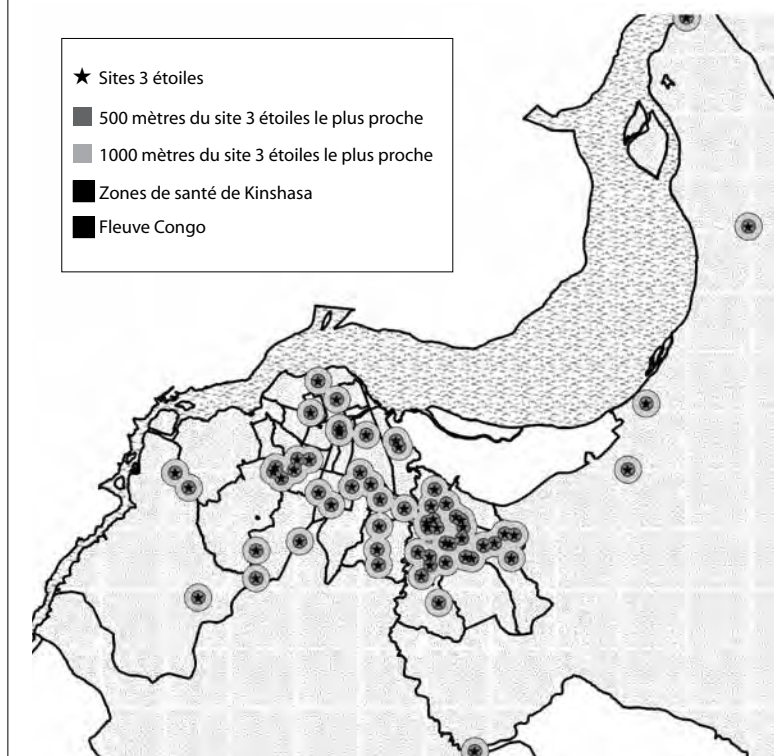 Sites 3 étoiles
500 mètres du site 3 étoiles le plus proche
1000 mètres du site 3 étoiles le plus proche
Zones de santé de Kinshasa
Fleuve Congo